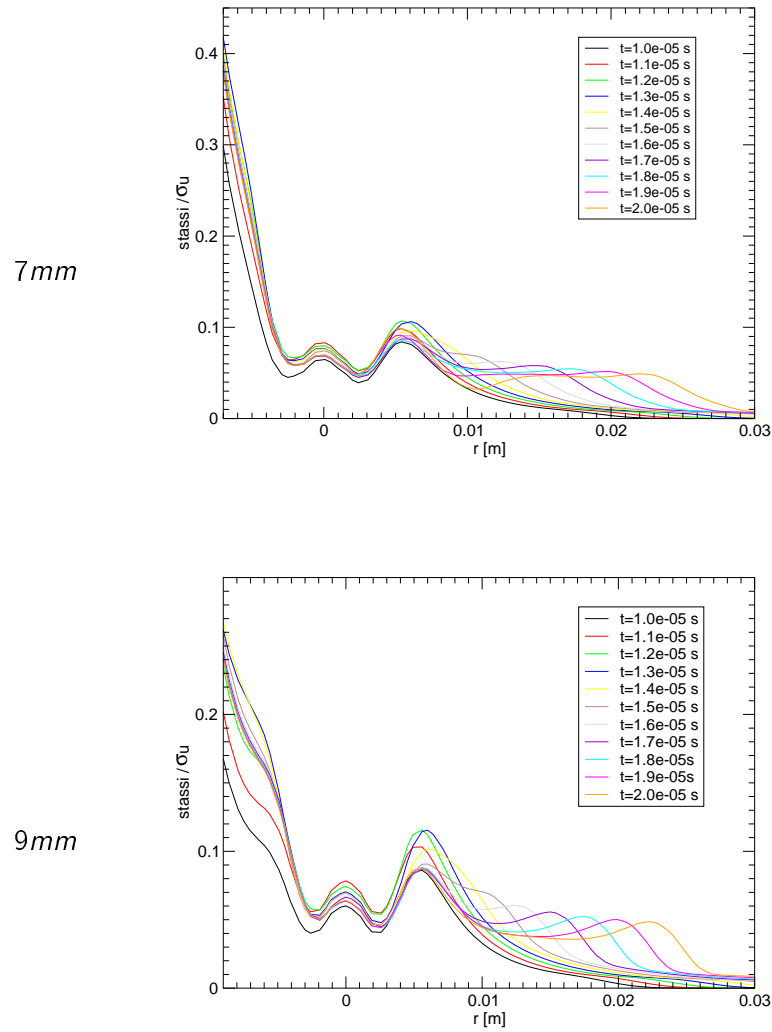 7mm
stassi/σu
0.4
0.3
0.2
0.1
0
0
0.01
0.02
0.03
r [m]
t=1.0e-05 s
t=1.1e-05 s
t=1.2e-05 s
t=1.3e-05 s
t=1.4e-05 s
t=1.5e-05 s
t=1.6e-05 s
t=1.7e-05 s
t=1.8e-05 s
t=1.9e-05 s
t=2.0e-05 s
9mm
stassi/σu
0.2
0.1
0
0
0.01
0.02
0.03
r [m]
t=1.0e-05 s
t=1.1e-05 s
t=1.2e-05 s
t=1.3e-05 s
t=1.4e-05 s
t=1.5e-05 s
t=1.6e-05 s
t=1.7e-05 s
t=1.8e-05s
t=1.9e-05s
t=2.0e-05 s